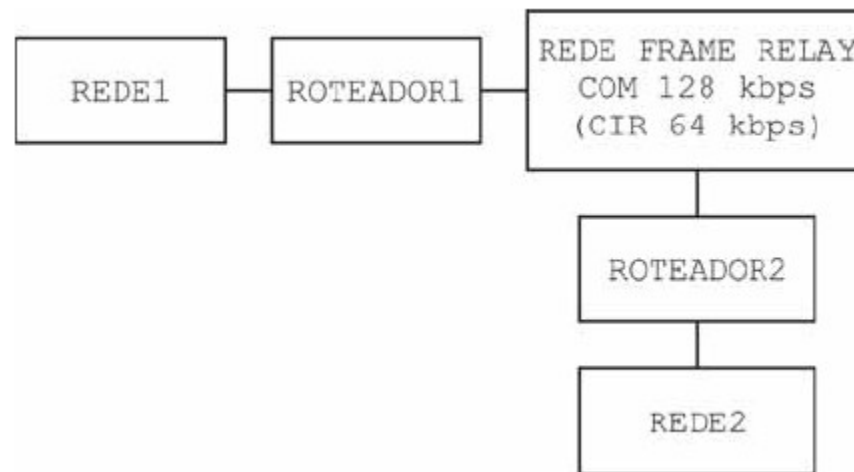 REDE1
ROTEADOR1
REDE FRAME RELAY
COM 128 kbps
(CIR 64 kbps)
ROTEADOR2
REDE2